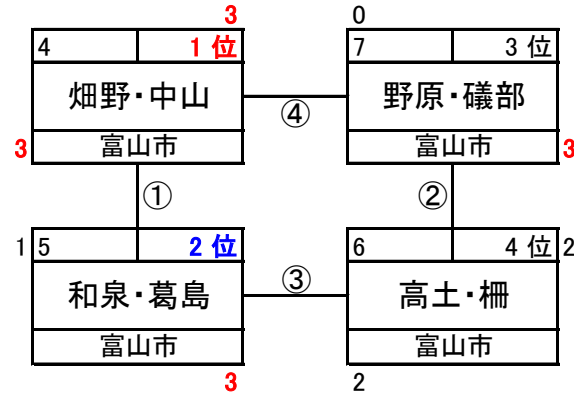 3 0
4 1 位 7 3 位
畑野・中山 野原・礒部
④
3 富山市 富山市 3
① ②
1 5 2 位 6 4 位 2
和泉・葛島 高土・柵
③
富山市 富山市
3 2